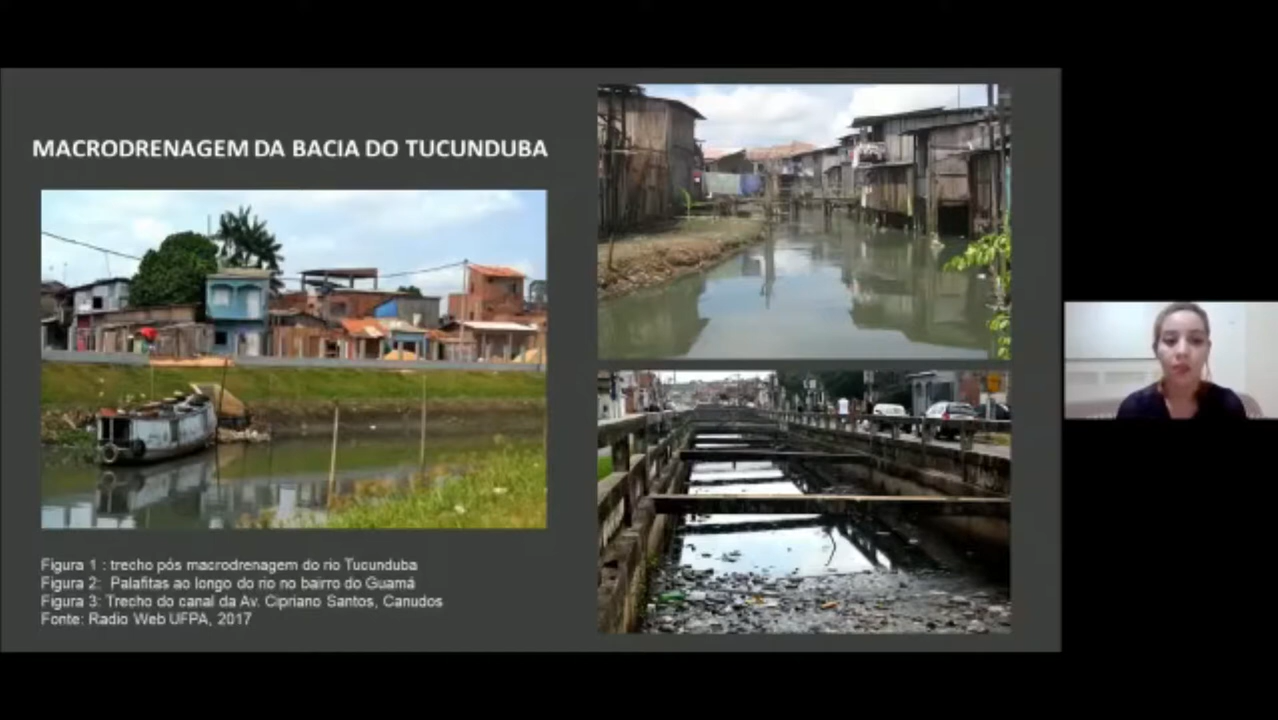 MACRODRENAGEM DA BACIA DO TUCUNDUBA
Figura 1 : trecho pós macrodrenagem do rio Tucunduba
Figura 2: Palafitas ao longo do rio no bairro do Guamá
Figura 3: Trecho do canal da Av. Cipriano Santos, Canudos
Fonte: Radio Web UFPA, 2017